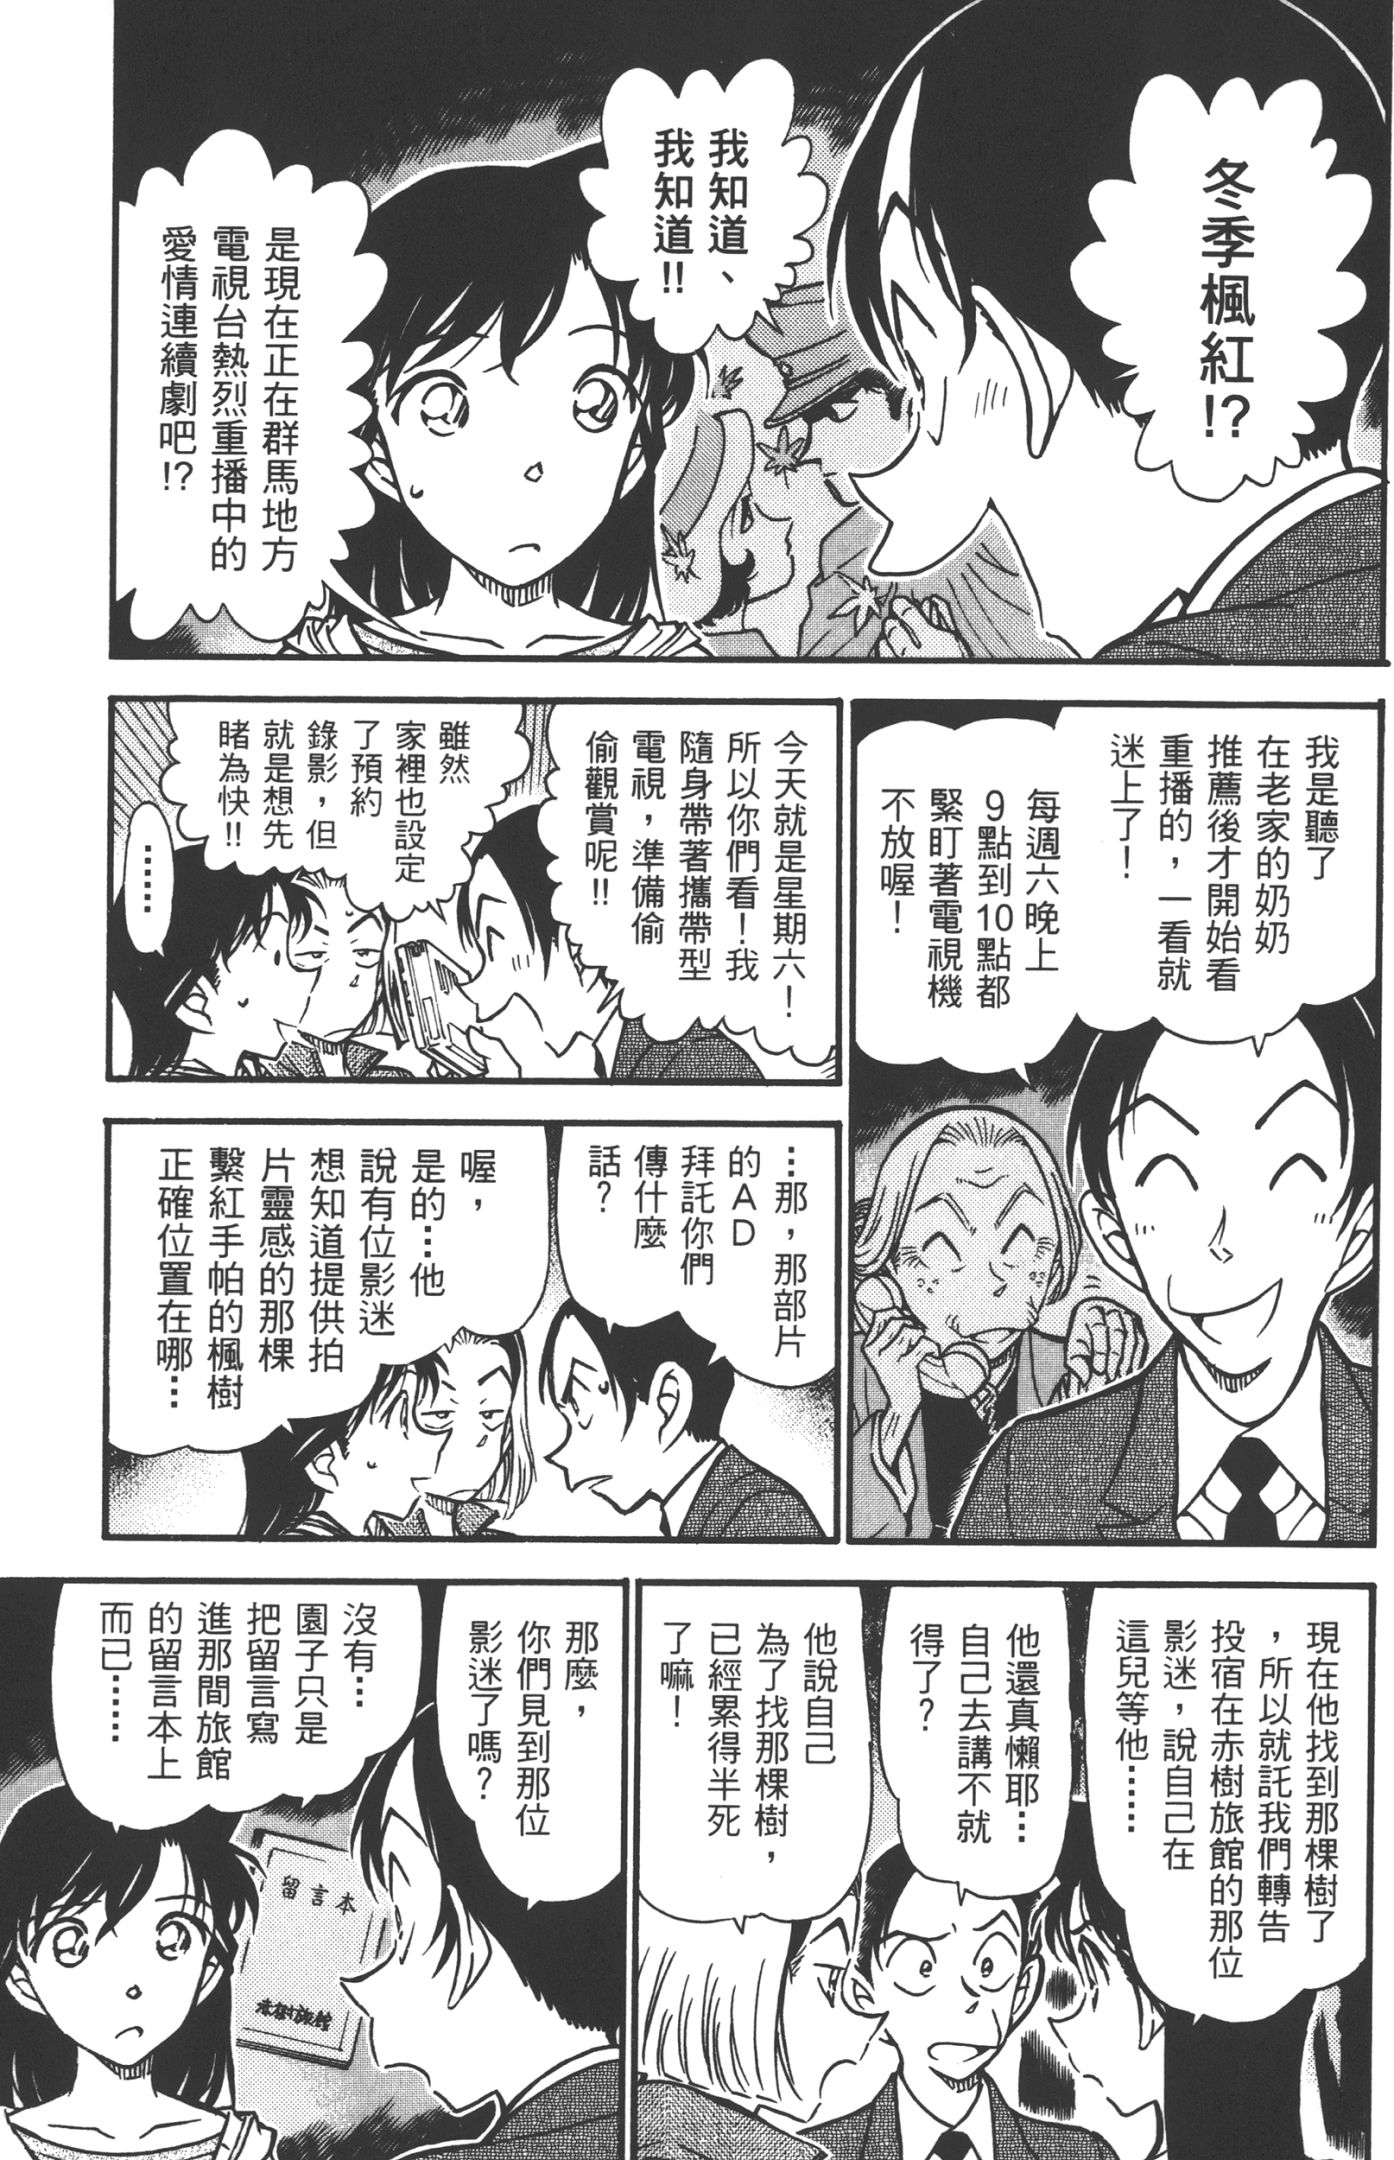 冬季楓紅!?
我知道、
我知道!!
是現在正在群馬地方
電視台熱烈重播中的
愛情連續劇吧!?
我是聽了
在老家的奶奶
推薦後才開始看
重播的,一看就
迷上了!
每週六晚上
9點到10點都
緊盯著電視機
不放喔!
今天就是星期六!
所以你們看!我
隨身帶著攜帶型
電視,準備偷
偷觀賞呢!!
雖然
家裡也設定
了預約
錄影,但
就是想先
睹為快!!
……
…那,那部片
的AD
拜託你們
傳什麼
話?
喔,
是的…他
說有位影迷
想知道提供拍
片靈感的那棵
繫紅手帕的楓樹
正確位置在哪…
現在他找到那棵樹了
,所以就託我們轉告
投宿在赤樹旅館的那位
影迷,說自己在
這兒等他……
他還真懶耶…
自己去講不就
得了?
他說自己
為了找那棵樹,
已經累得半死
了嘛!
那麼,
你們見到那位
影迷了嗎?
沒有…
園子只是
把留言寫
進那間旅館
的留言本上
而已……
留言本
赤樹旅館